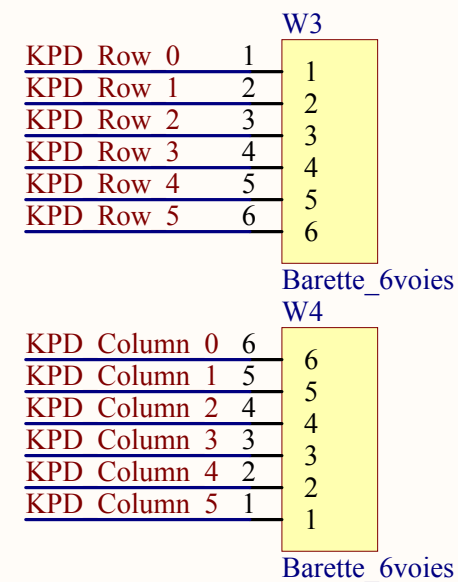 W3
KPD Row 0 1 1
KPD Row 1 2 2
KPD Row 2 3 3
KPD Row 3 4 4
KPD Row 4 5 5
KPD Row 5 6 6
Barette_6voies
W4
KPD Column 0 6 6
KPD Column 1 5 5
KPD Column 2 4 4
KPD Column 3 3 3
KPD Column 4 2 2
KPD Column 5 1 1
Barette_6voies